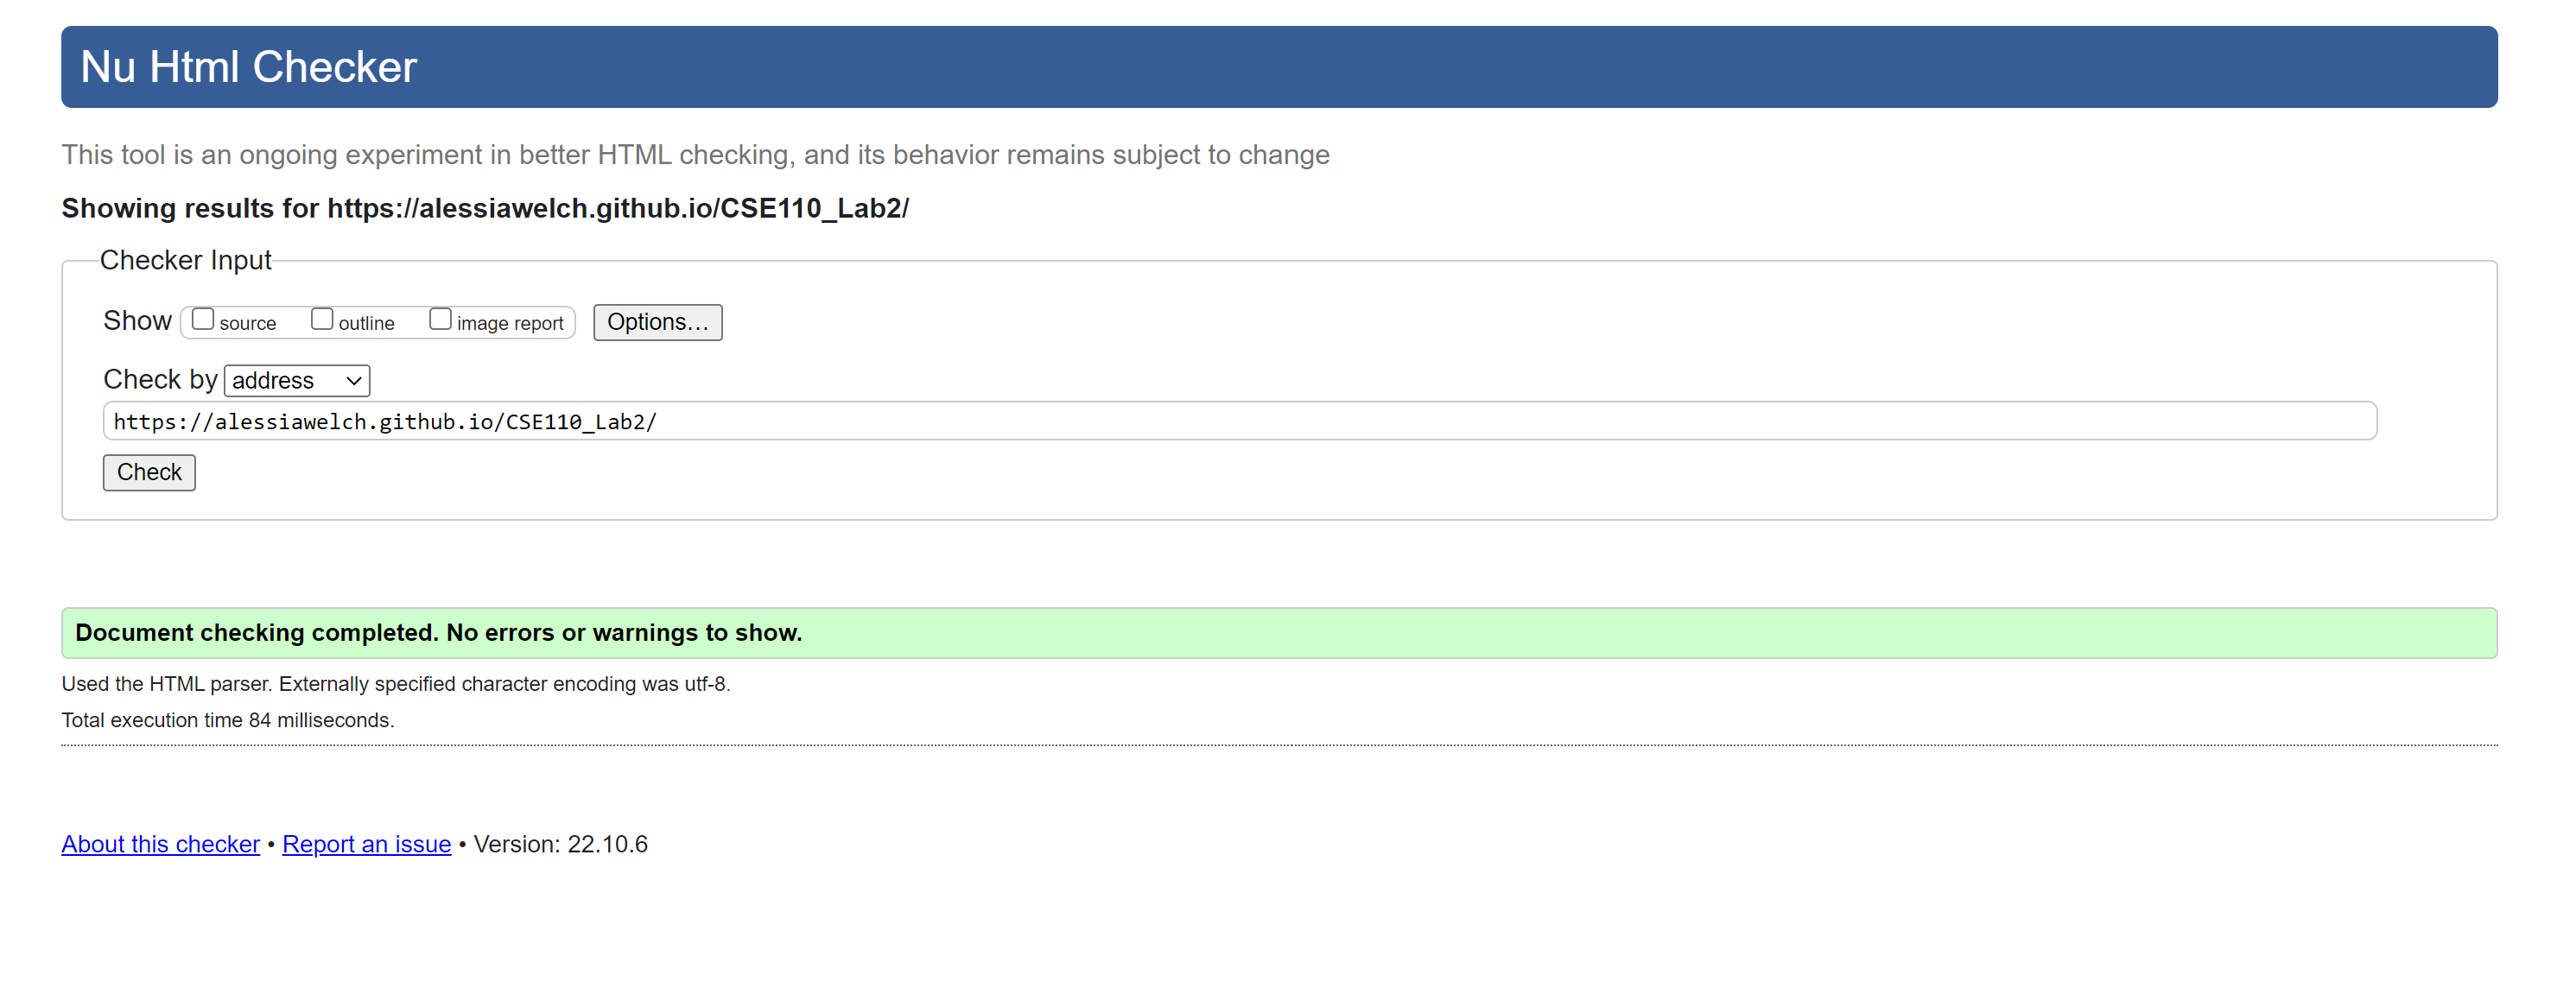 Nu Html Checker
This tool is an ongoing experiment in better HTML checking, and its behavior remains subject to change
Showing results for https://alessiawelch.github.io/CSE110_Lab2/
Checker Input
Show source outline image report Options...
Check by address
https://alessiawelch.github.io/CSE110_Lab2/
Check
Document checking completed. No errors or warnings to show.
Used the HTML parser. Externally specified character encoding was utf-8.
Total execution time 84 milliseconds.
About this checker • Report an issue • Version: 22.10.6